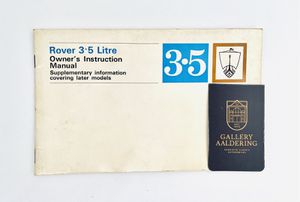 Rover 3·5 Litre
Owner's Instruction
Manual
Supplementary information
covering later models
3·5
GALLERY
AALDERING